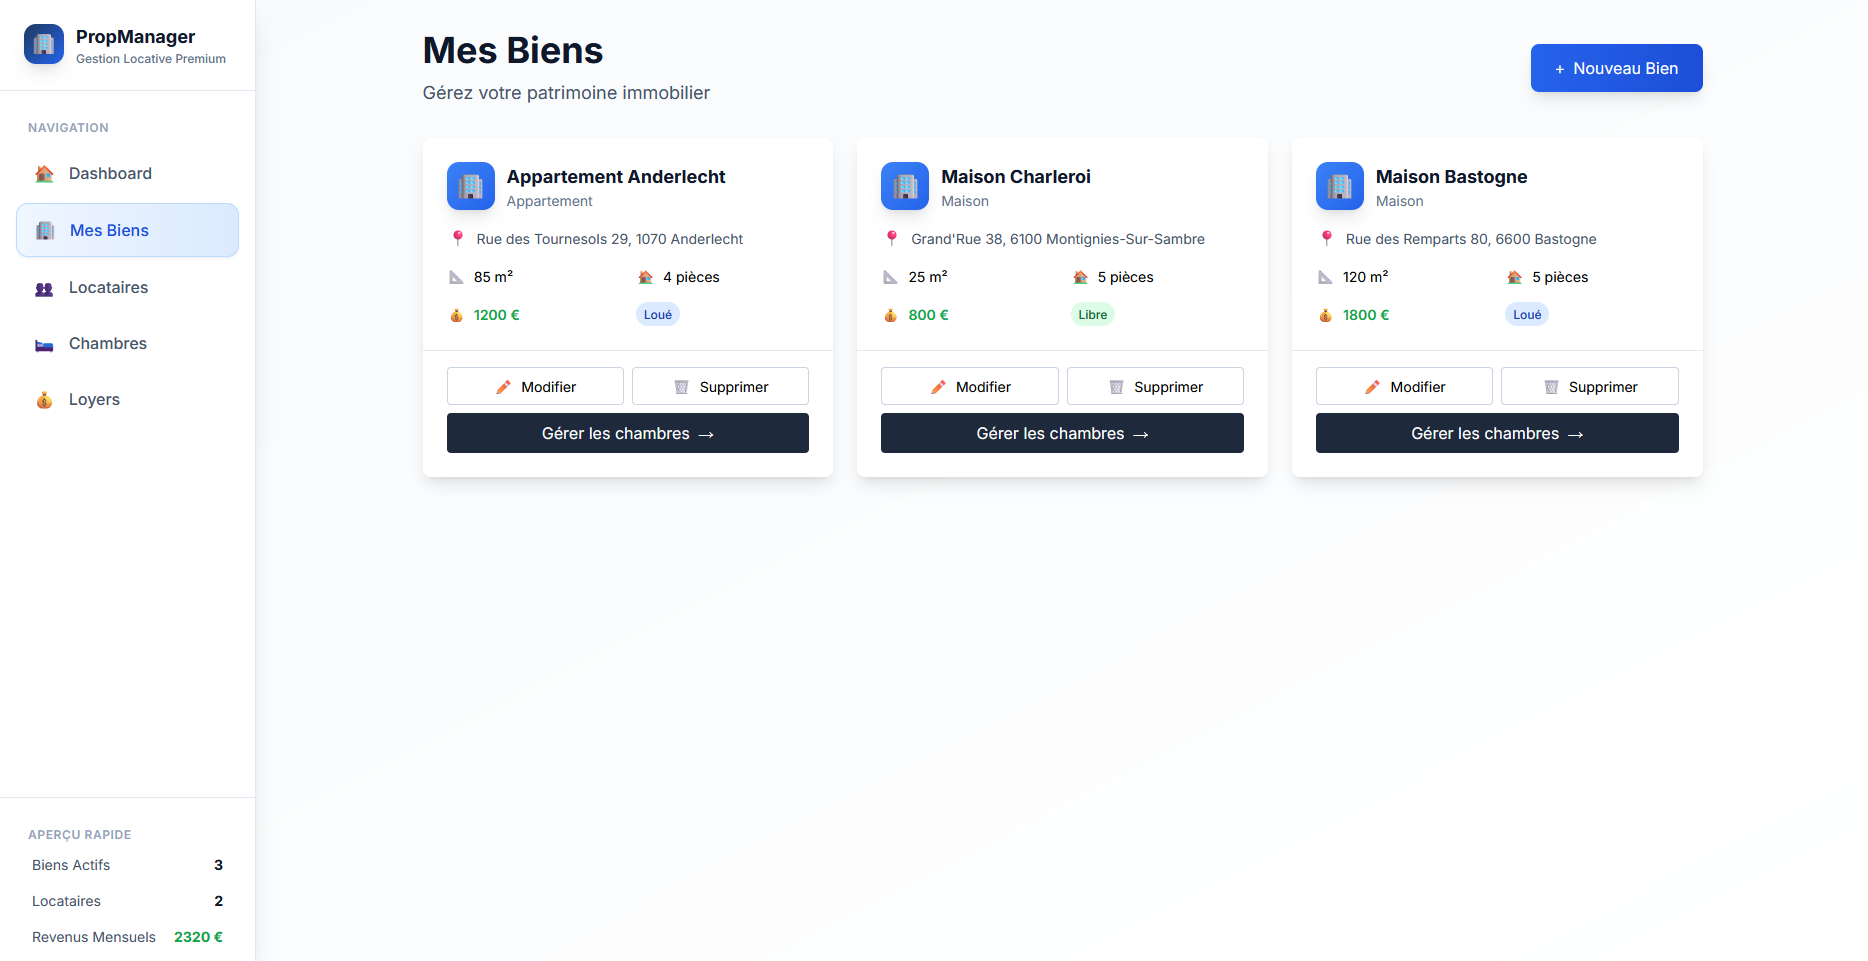 PropManager
Gestion Locative Premium
NAVIGATION
Dashboard
Mes Biens
Locataires
Chambres
Loyers
APERÇU RAPIDE
Biens Actifs 3
Locataires 2
Revenus Mensuels 2320 €
Mes Biens
Gérez votre patrimoine immobilier
+ Nouveau Bien
Appartement Anderlecht
Appartement
Rue des Tournesols 29, 1070 Anderlecht
85 m² 4 pièces
1200 € Loué
Modifier Supprimer
Gérer les chambres →
Maison Charleroi
Maison
Grand'Rue 38, 6100 Montignies-Sur-Sambre
25 m² 5 pièces
800 € Libre
Modifier Supprimer
Gérer les chambres →
Maison Bastogne
Maison
Rue des Remparts 80, 6600 Bastogne
120 m² 5 pièces
1800 € Loué
Modifier Supprimer
Gérer les chambres →